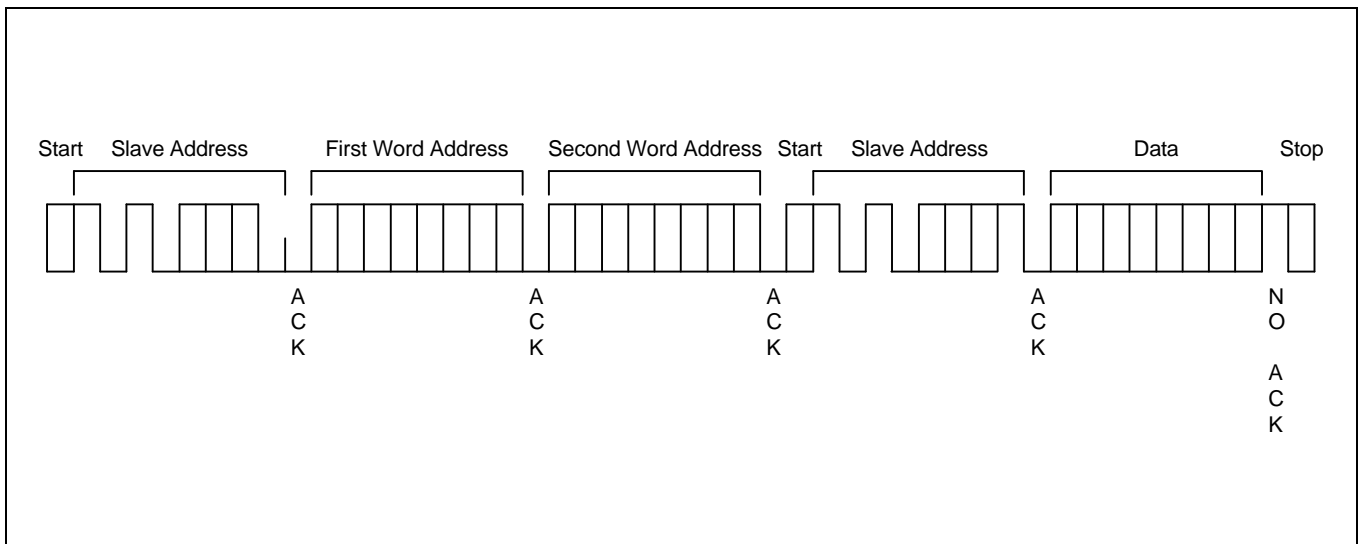 Start Slave Address First Word Address Second Word Address Start Slave Address Data Stop
A A A A N
C C C C O
K K K K
A
C
K